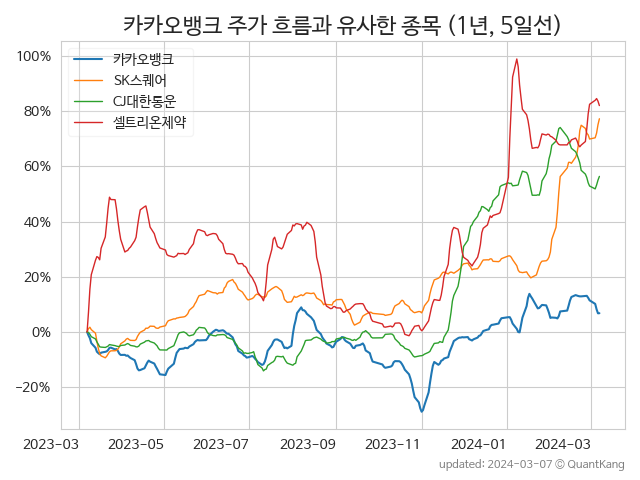 카카오뱅크 주가 흐름과 유사한 종목 (1년, 5일선)
카카오뱅크
SK스퀘어
CJ대한통운
셀트리온제약
100%
80%
60%
40%
20%
0%
−20%
2023−03
2023−05
2023−07
2023−09
2023−11
2024−01
2024−03
updated: 2024-03-07 © QuantKang